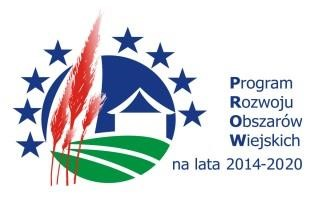 Program
Rozwoju
Obszarów
Wiejskich
na lata 2014-2020